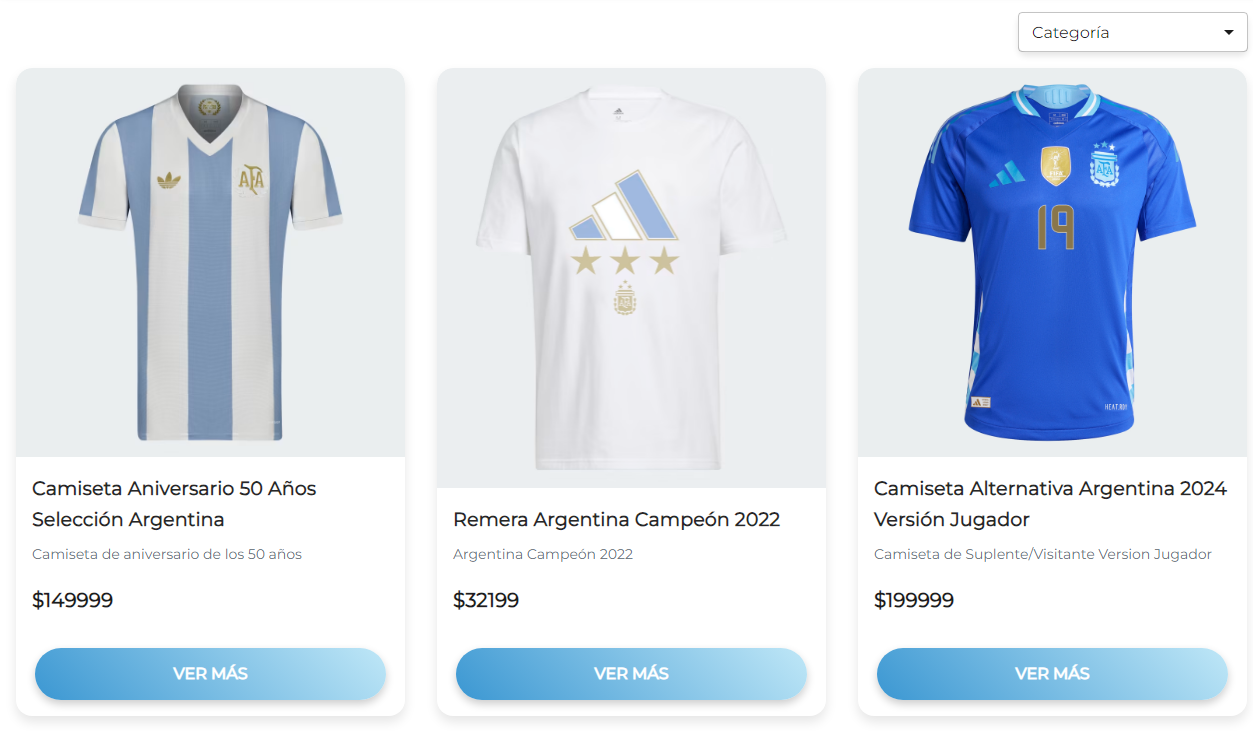 Categoría
AFA
19
HEAT.RDY
Camiseta Aniversario 50 Años
Selección Argentina
Camiseta de aniversario de los 50 años
$149999
VER MÁS
Remera Argentina Campeón 2022
Argentina Campeón 2022
$32199
VER MÁS
Camiseta Alternativa Argentina 2024
Versión Jugador
Camiseta de Suplente/Visitante Version Jugador
$199999
VER MÁS